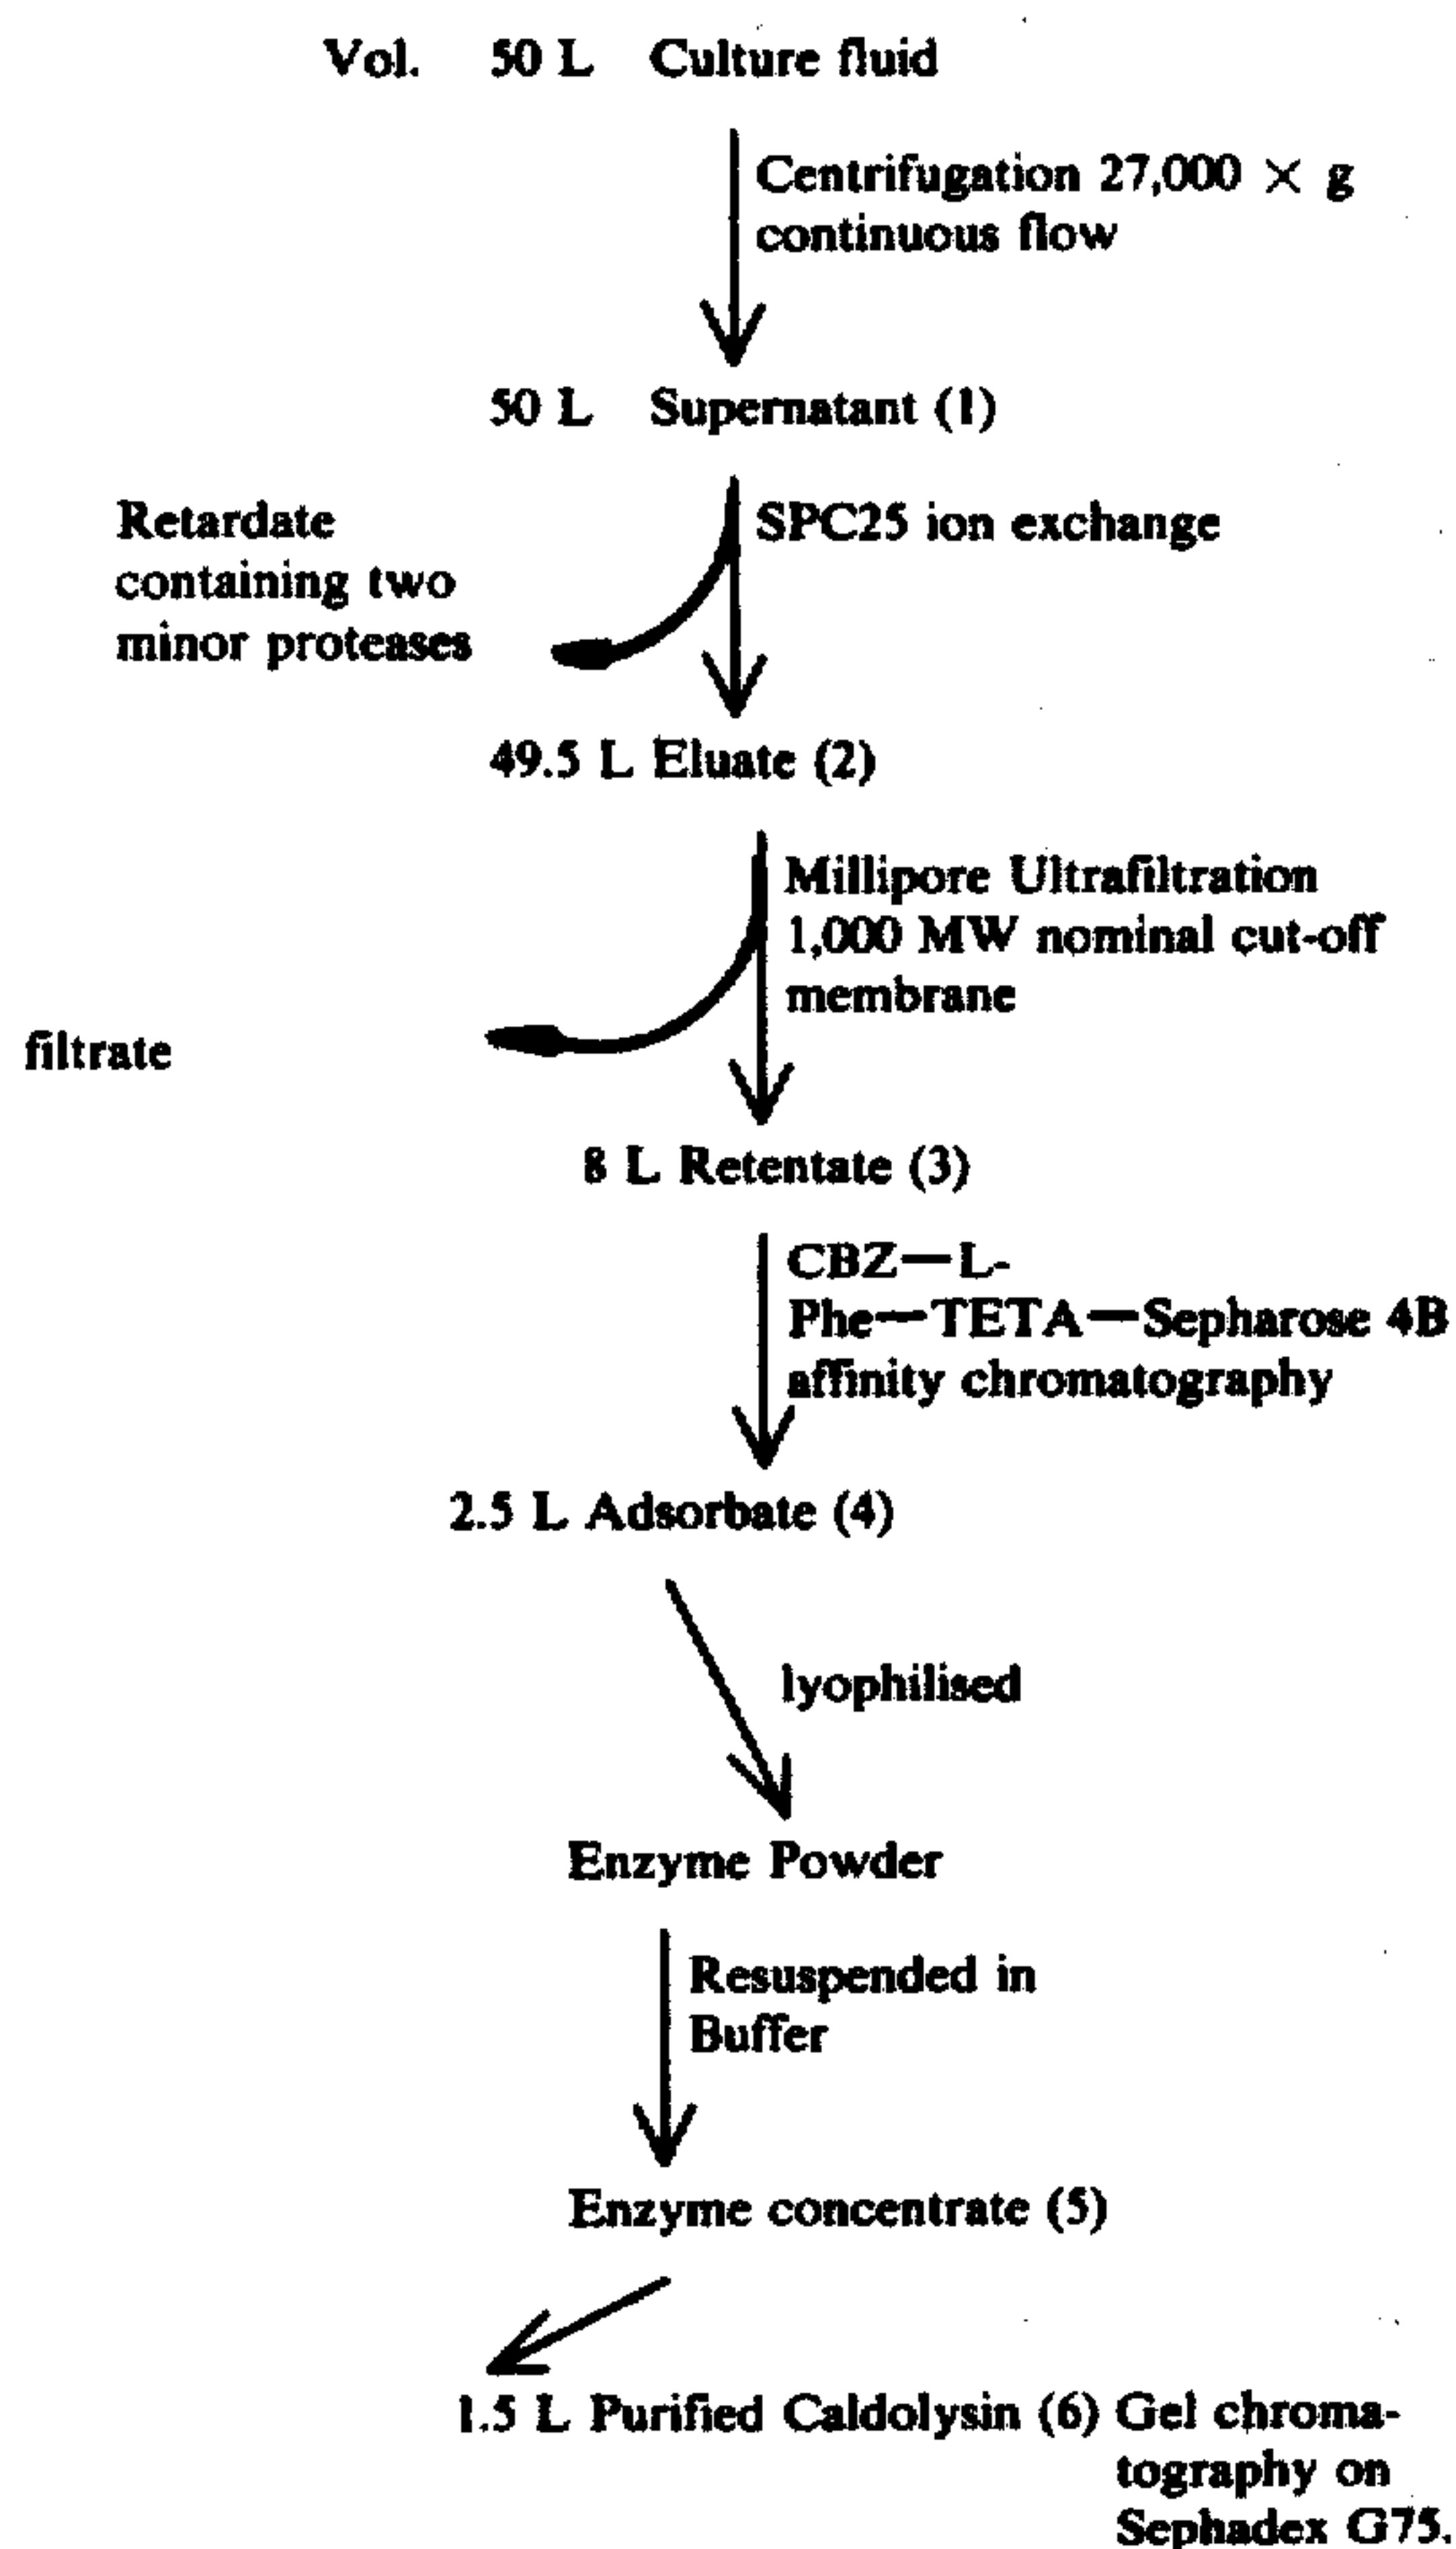 Vol. 50 L Culture fluid
Centrifugation 27,000 × g
continuous flow
50 L Supernatant (1)
Retardate
containing two
minor proteases
SPC25 ion exchange
49.5 L Eluate (2)
Millipore Ultrafiltration
1,000 MW nominal cut-off
membrane
filtrate
8 L Retentate (3)
CBZ—L-
Phe—TETA—Sepharose 4B
affinity chromatography
2.5 L Adsorbate (4)
lyophilised
Enzyme Powder
Resuspended in
Buffer
Enzyme concentrate (5)
1.5 L Purified Caldolysin (6) Gel chroma-
tography on
Sephadex G75.